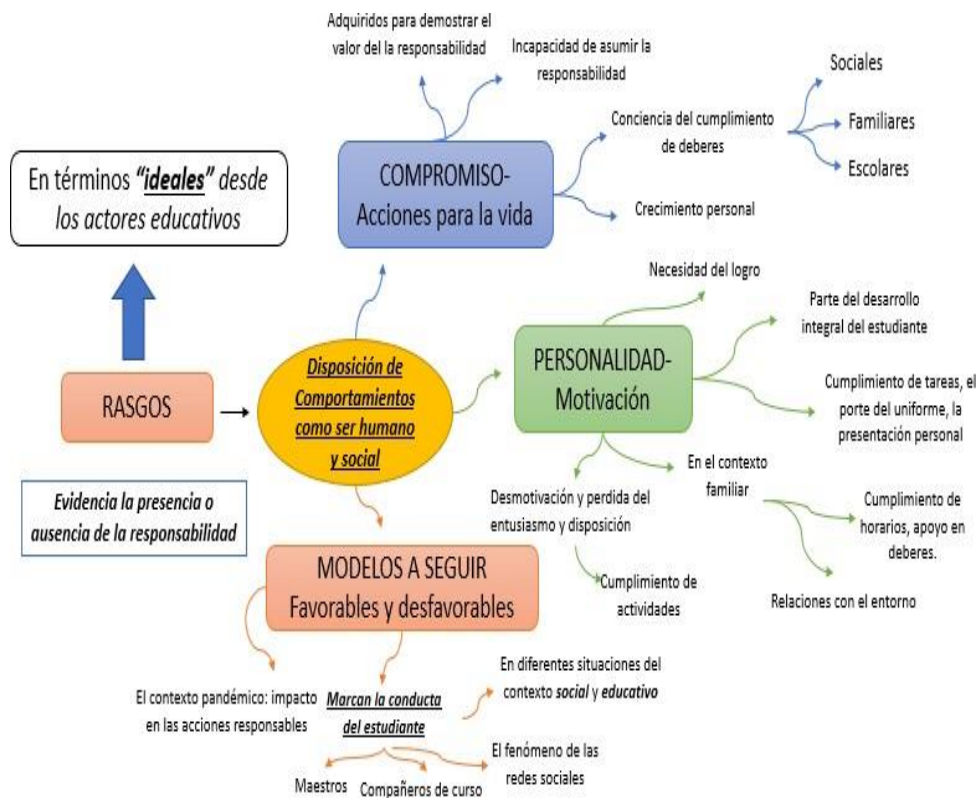 Adquiridos para demostrar el
valor del la responsabilidad
Incapacidad de asumir la
responsabilidad
Sociales
Conciencia del cumplimiento
de deberes
Familiares
Escolares
COMPROMISO-
Acciones para la vida
Crecimiento personal
En términos “ideales” desde
los actores educativos
RASGOS
Evidencia la presencia o
ausencia de la responsabilidad
Disposición de
Comportamientos
como ser humano
y social
Necesidad del logro
PERSONALIDAD-
Motivación
Parte del desarrollo
integral del estudiante
Cumplimiento de tareas, el
porte del uniforme, la
presentación personal
En el contexto
familiar
Cumplimiento de
horarios, apoyo en
deberes.
Relaciones con el entorno
Desmotivación y perdida del
entusiasmo y disposición
Cumplimiento de
actividades
MODELOS A SEGUIR
Favorables y desfavorables
El contexto pandémico: impacto
en las acciones responsables
Marcan la conducta
del estudiante
En diferentes situaciones del
contexto social y educativo
El fenómeno de las
redes sociales
Maestros
Compañeros de curso